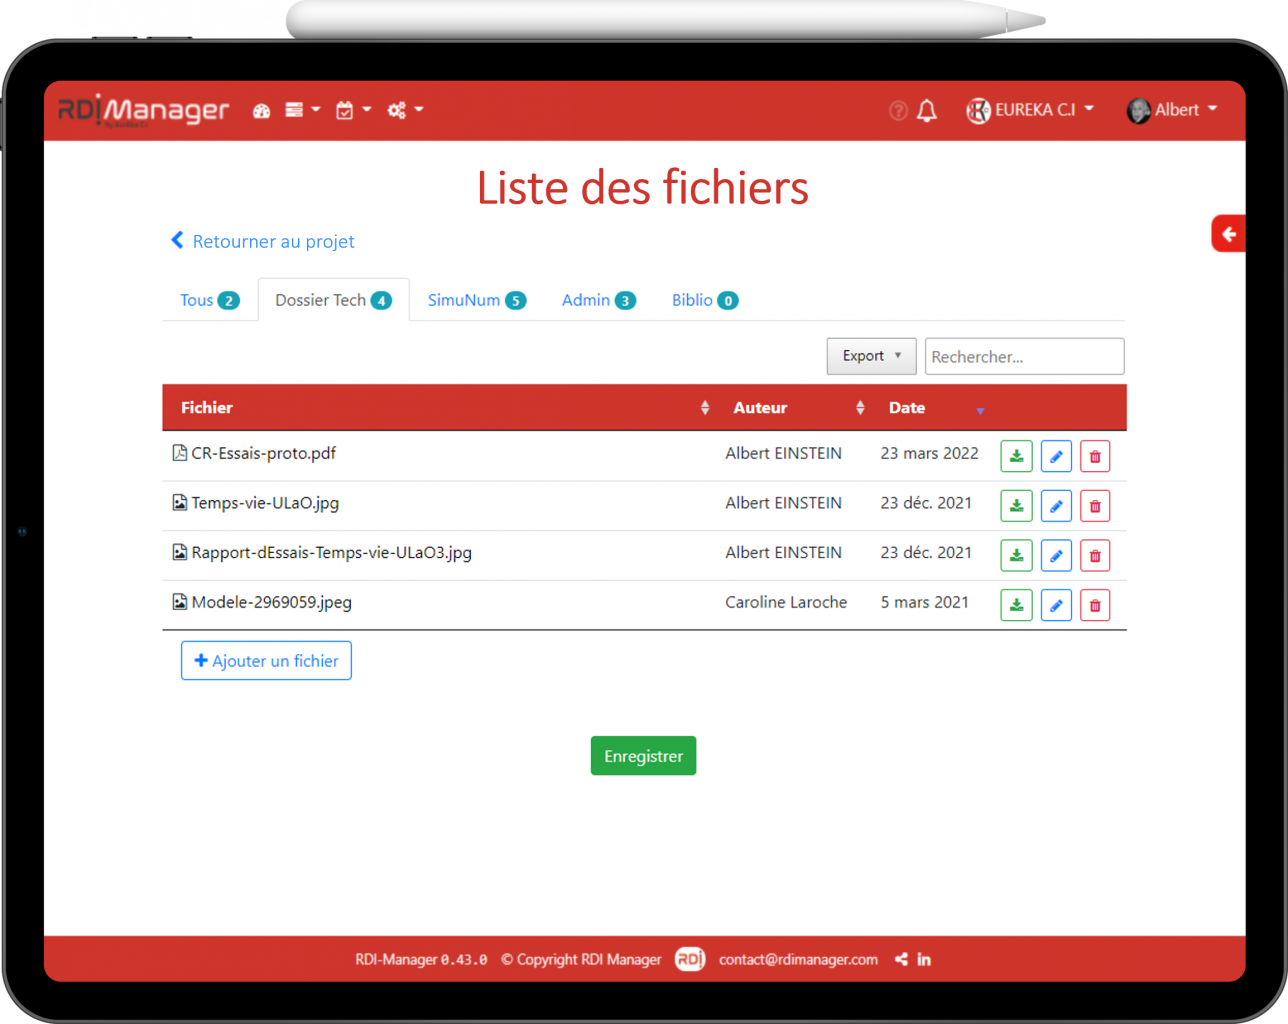 RDI Manager EUREKA C.I Albert
Liste des fichiers
Retourner au projet
Tous 2 Dossier Tech 4 SimuNum 5 Admin 3 Biblio 0
Export Rechercher...
Fichier Auteur Date
CR-Essais-proto.pdf Albert EINSTEIN 23 mars 2022
Temps-vie-ULaO.jpg Albert EINSTEIN 23 déc. 2021
Rapport-dEssais-Temps-vie-ULaO3.jpg Albert EINSTEIN 23 déc. 2021
Modele-2969059.jpeg Caroline Laroche 5 mars 2021
+ Ajouter un fichier
Enregistrer
RDI-Manager 0.43.0 © Copyright RDI Manager RDI contact@rdimanager.com in